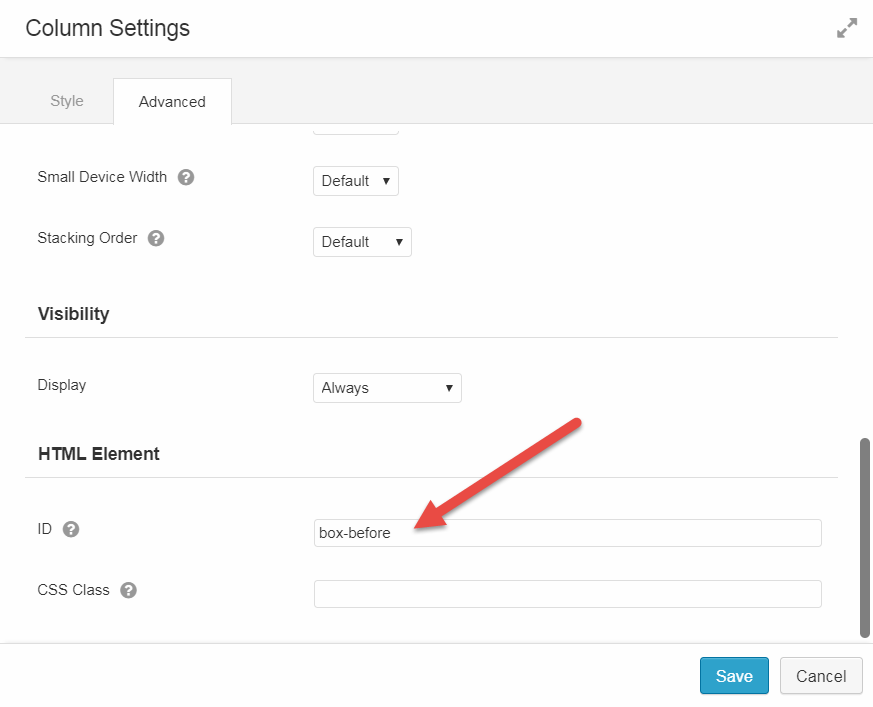 Column Settings
Style Advanced
Small Device Width ? Default
Stacking Order ? Default
Visibility
Display Always
HTML Element
ID ? box-before
CSS Class ?
Save Cancel